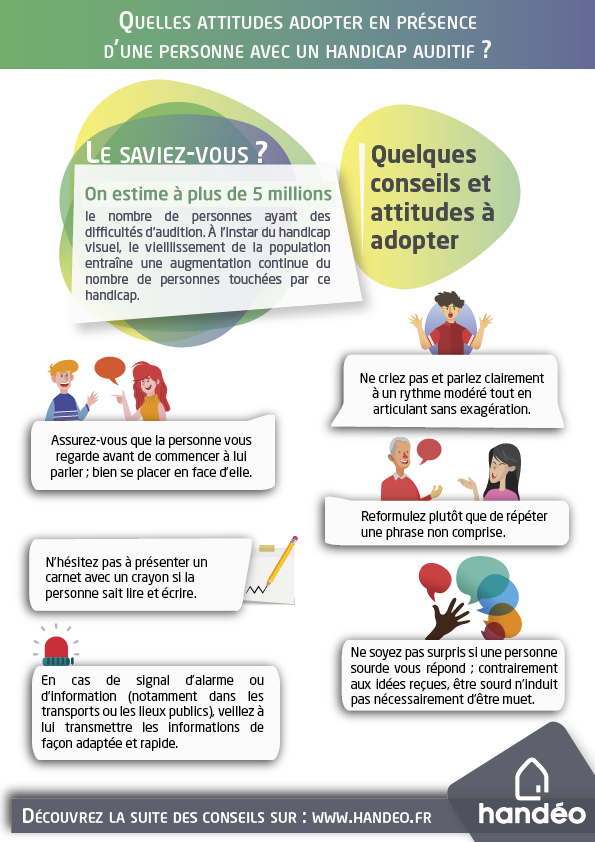 Quelles attitudes adopter en présence
d'une personne avec un handicap auditif ?
Le saviez-vous ?
On estime à plus de 5 millions
le nombre de personnes ayant des
difficultés d'audition. À l'instar du handicap
visuel, le vieillissement de la population
entraîne une augmentation continue du
nombre de personnes touchées par ce
handicap.
Quelques
conseils et
attitudes à
adopter
Ne criez pas et parlez clairement
à un rythme modéré tout en
articulant sans exagération.
Assurez-vous que la personne vous
regarde avant de commencer à lui
parler ; bien se placer en face d'elle.
Reformulez plutôt que de répéter
une phrase non comprise.
N'hésitez pas à présenter un
carnet avec un crayon si la
personne sait lire et écrire.
Ne soyez pas surpris si une personne
sourde vous répond ; contrairement
aux idées reçues, être sourd n'induit
pas nécessairement d'être muet.
En cas de signal d'alarme ou
d'information (notamment dans les
transports ou les lieux publics), veillez à
lui transmettre les informations de
façon adaptée et rapide.
Découvrez la suite des conseils sur : www.handeo.fr
handéo